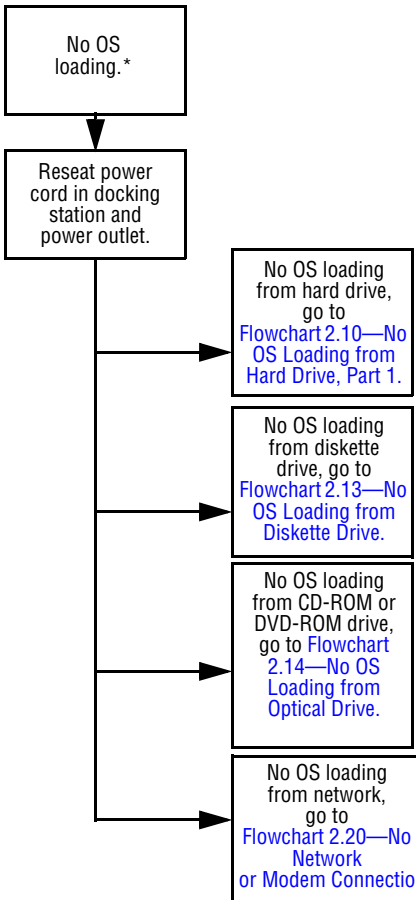 No OS
loading.*
Reseat power
cord in docking
station and
power outlet.
No OS loading
from hard drive,
go to
Flowchart 2.10—No
OS Loading from
Hard Drive, Part 1.
No OS loading
from diskette
drive, go to
Flowchart 2.13—No
OS Loading from
Diskette Drive.
No OS loading
from CD-ROM or
DVD-ROM drive,
go to Flowchart
2.14—No OS
Loading from
Optical Drive.
No OS loading
from network,
go to
Flowchart 2.20—No
Network
or Modem Connectio